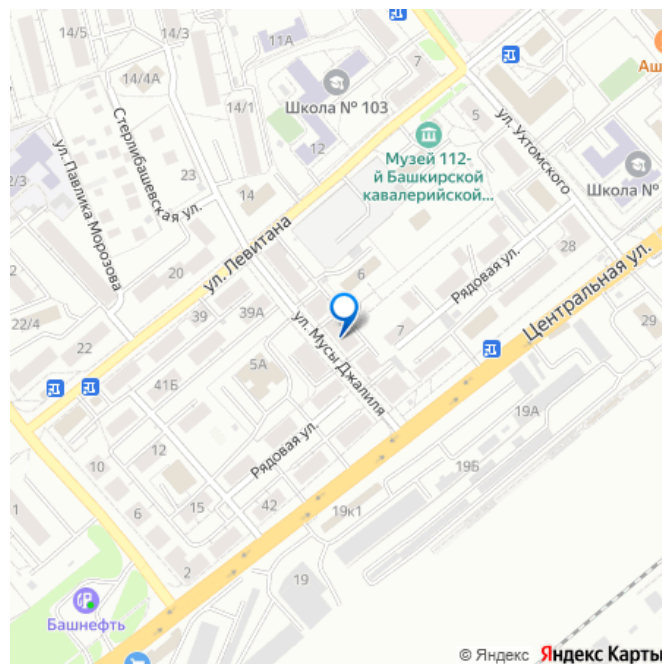 14/5
14/3
11А
7
14/4А
14/1
Школа № 103
Аш
5
12
Музей 112-
й Башкирской
кавалерийской...
ул. Ухтомского
Школа №
Стерлибашевская ул.
ул. Павлика Морозова
2/3
23
14
ул. Левитана
28
Рядовая ул.
Центральная ул.
20
6
39А
39
ул. Мусы Джалиля
7
29
22/4
22
5А
41Б
19А
Рядовая ул.
12
10
19Б
1
15
42
6
19к1
2
19
Башнефть
© Яндекс Яндекс Карты